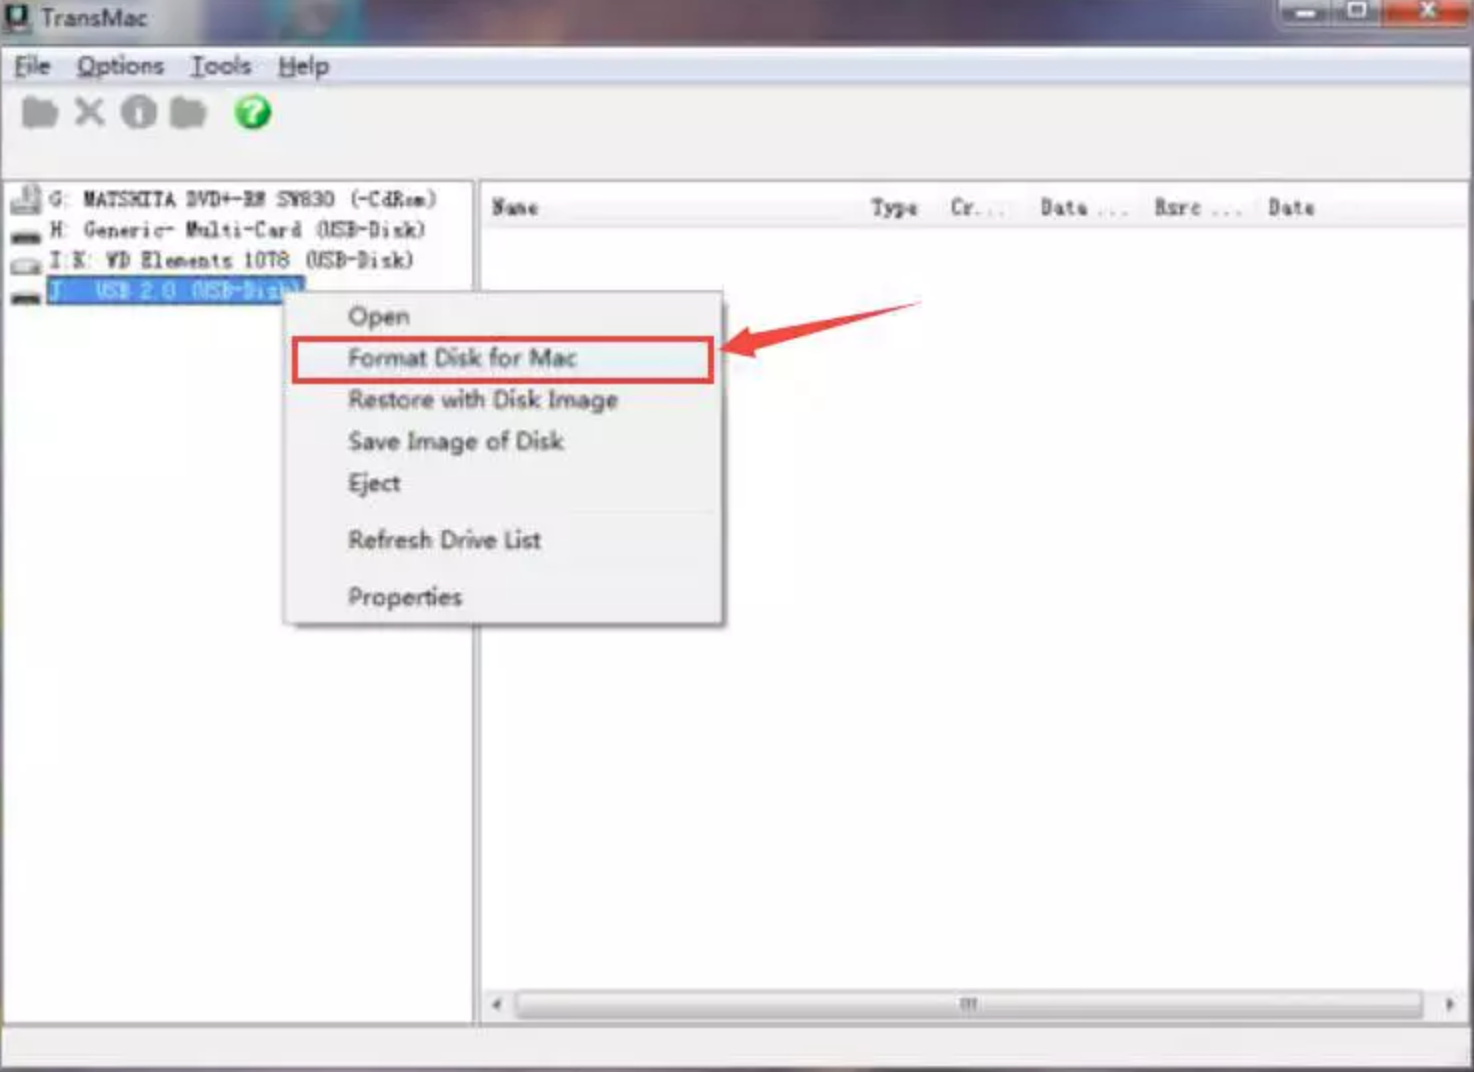 TransMac
File Options Tools Help
G: MATSHITA DVD+-RW SW830 (-CdRom)
H: Generic- Multi-Card (USB-Disk)
I:K: WD Elements 1078 (USB-Disk)
J: USB 2.0 (USB-Disk)
Name Type Cr... Data ... Rsrc ... Date
Open
Format Disk for Mac
Restore with Disk Image
Save Image of Disk
Eject
Refresh Drive List
Properties